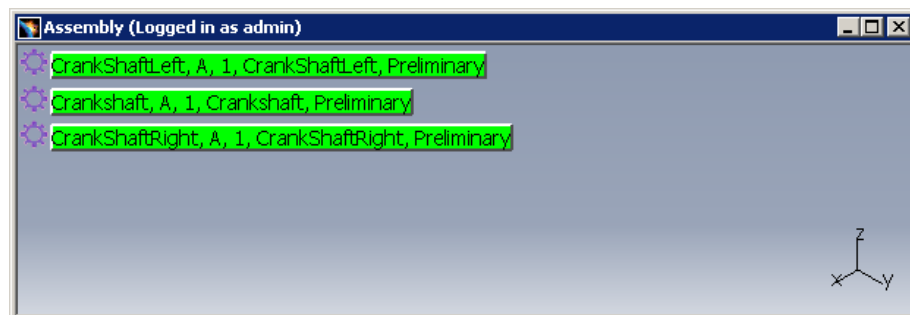 Assembly (Logged in as admin)
CrankShaftLeft, A, 1, CrankShaftLeft, Preliminary
Crankshaft, A, 1, Crankshaft, Preliminary
CrankShaftRight, A, 1, CrankShaftRight, Preliminary
z
x y